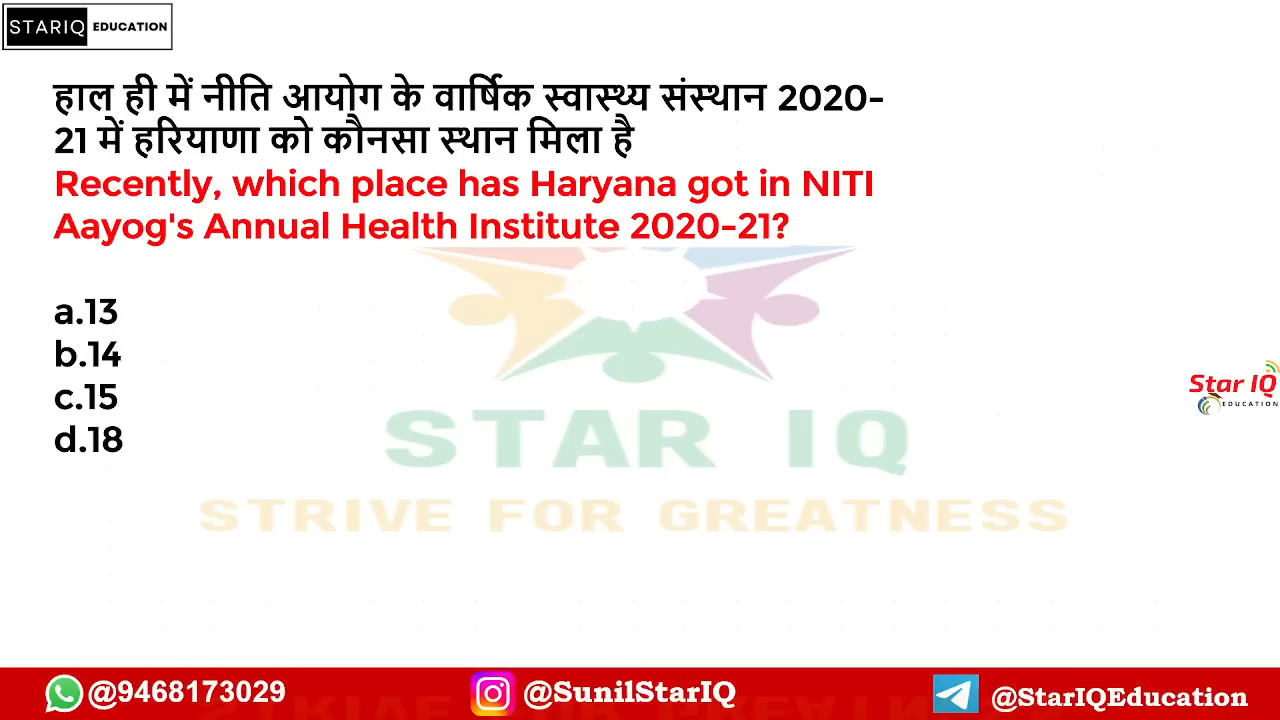 STARIQ EDUCATION
हाल ही में नीति आयोग के वार्षिक स्वास्थ्य संस्थान 2020-
21 में हरियाणा को कौनसा स्थान मिला है
Recently, which place has Haryana got in NITI
Aayog's Annual Health Institute 2020-21?
a.13
b.14
c.15
d.18
Star IQ
EDUCATION
STAR IQ
STRIVE FOR GREATNESS
@9468173029 @SunilStarIQ @StarIQEducation